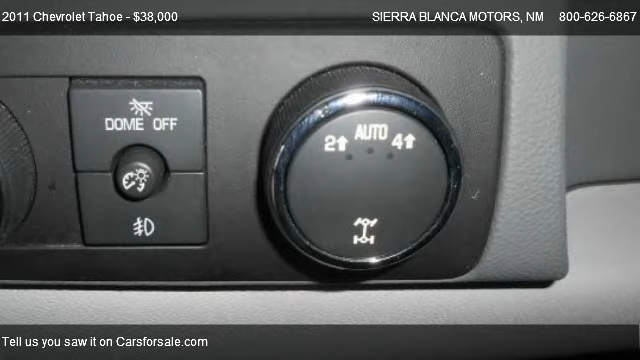 2011 Chevrolet Tahoe - $38,000 SIERRA BLANCA MOTORS, NM 800-626-6867
DOME OFF
2 AUTO 4
Tell us you saw it on Carsforsale.com